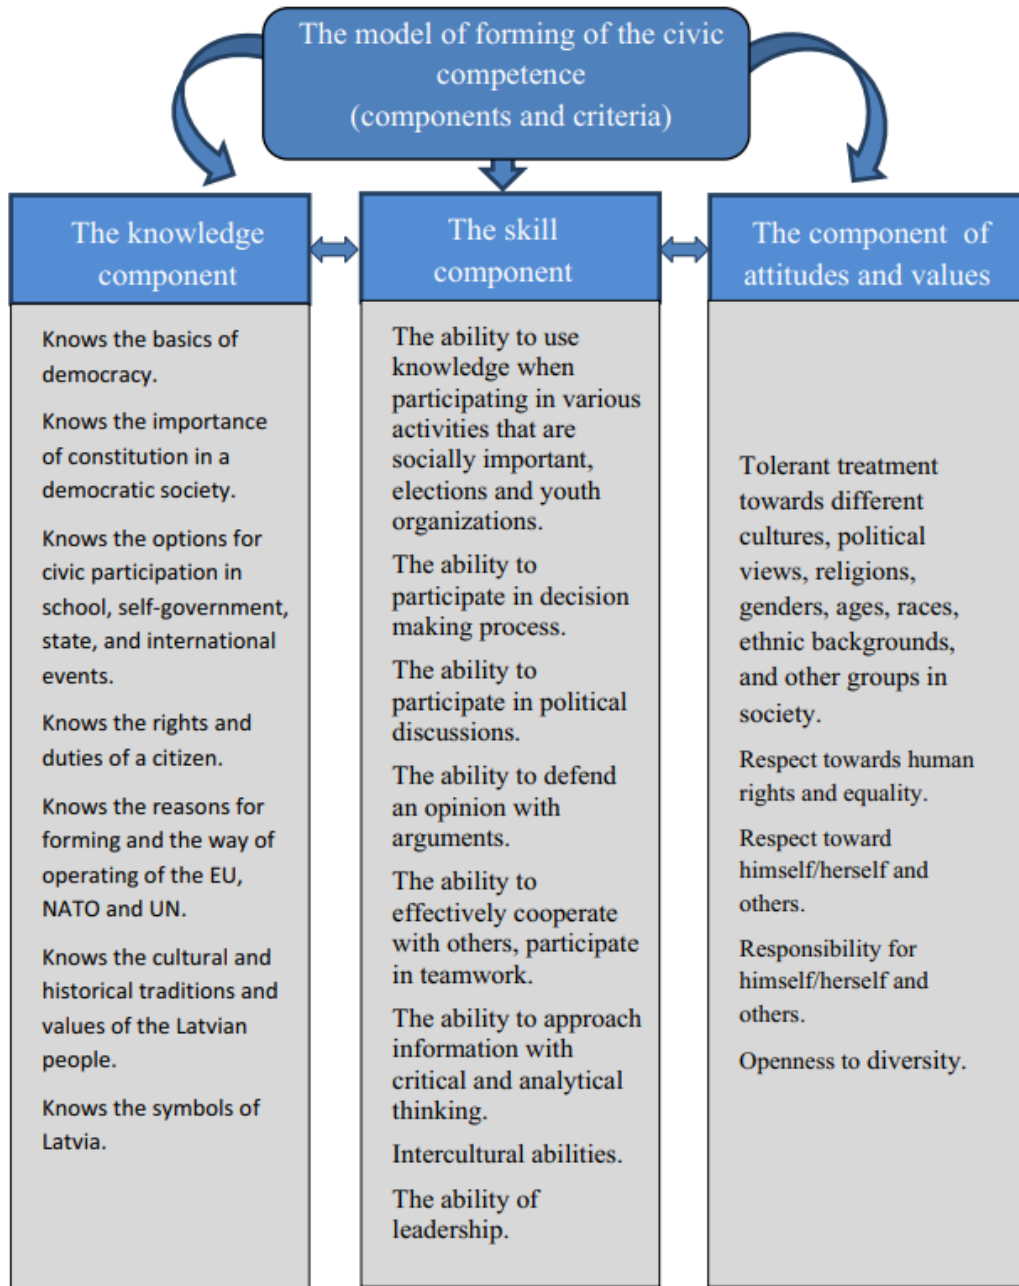 The model of forming of the civic
competence
(components and criteria)
The knowledge
component
Knows the basics of
democracy.
Knows the importance
of constitution in a
democratic society.
Knows the options for
civic participation in
school, self-government,
state, and international
events.
Knows the rights and
duties of a citizen.
Knows the reasons for
forming and the way of
operating of the EU,
NATO and UN.
Knows the cultural and
historical traditions and
values of the Latvian
people.
Knows the symbols of
Latvia.
The skill
component
The ability to use
knowledge when
participating in various
activities that are
socially important,
elections and youth
organizations.
The ability to
participate in decision
making process.
The ability to
participate in political
discussions.
The ability to defend
an opinion with
arguments.
The ability to
effectively cooperate
with others, participate
in teamwork.
The ability to approach
information with
critical and analytical
thinking.
Intercultural abilities.
The ability of
leadership.
The component of
attitudes and values
Tolerant treatment
towards different
cultures, political
views, religions,
genders, ages, races,
ethnic backgrounds,
and other groups in
society.
Respect towards human
rights and equality.
Respect toward
himself/herself and
others.
Responsibility for
himself/herself and
others.
Openness to diversity.